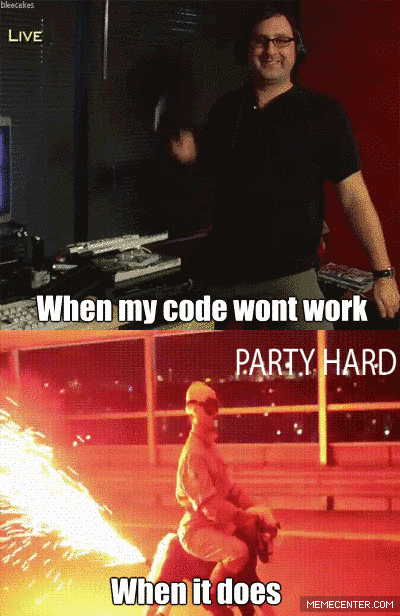 bleecakes
LIVE
When my code wont work
PARTY HARD
When it does
MEMECENTER.COM